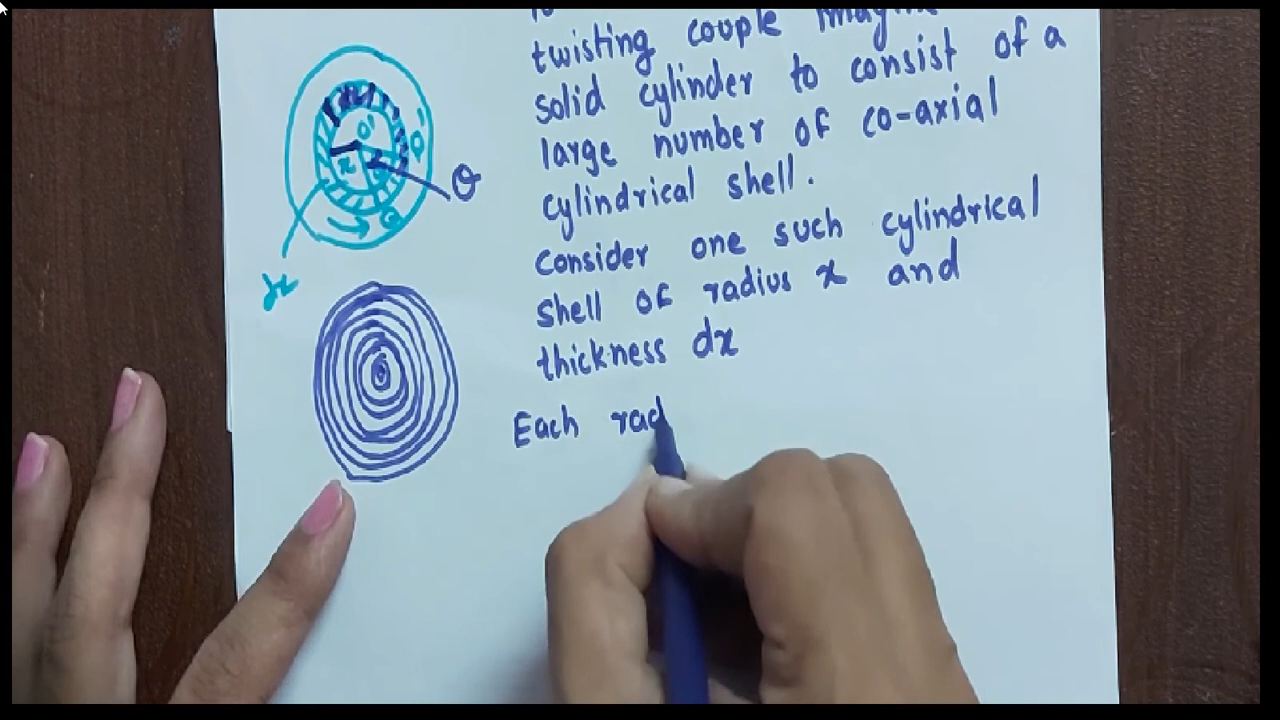 twisting couple
solid cylinder to consist of a
large number of co-axial
cylindrical shell.
consider one such cylindrical
shell of radius x and
thickness dx
Each rad
x
O'
θ
dx